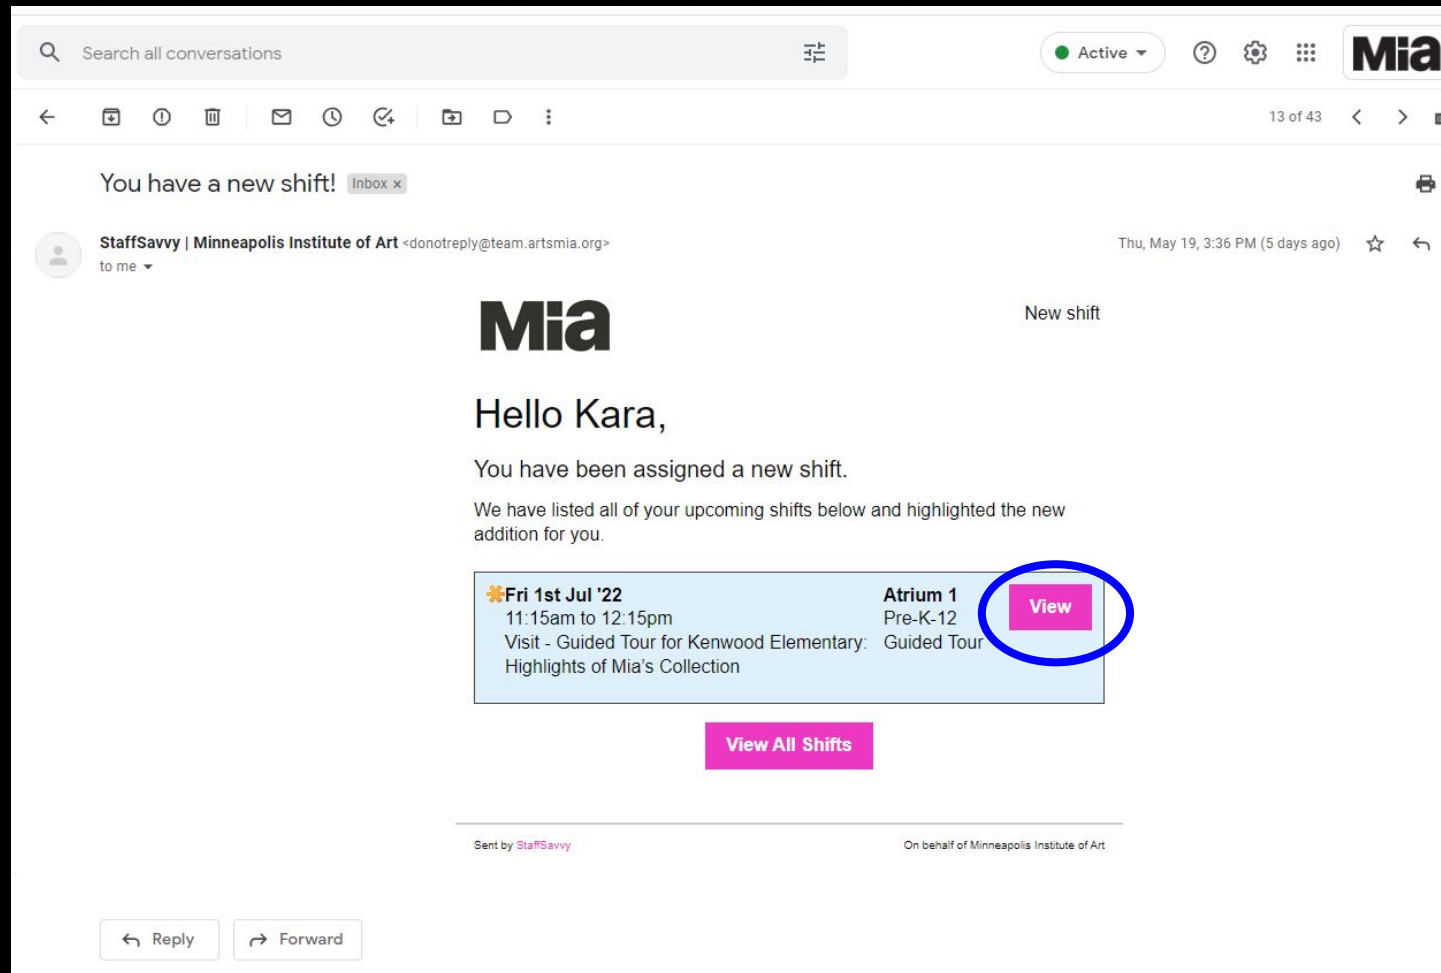 Search all conversations
Active
Mia
13 of 43
You have a new shift! Inbox x
StaffSavvy | Minneapolis Institute of Art <donotreply@team.artsmia.org>
Thu, May 19, 3:36 PM (5 days ago)
to me
Mia
New shift
Hello Kara,
You have been assigned a new shift.
We have listed all of your upcoming shifts below and highlighted the new
addition for you.
Fri 1st Jul '22
11:15am to 12:15pm
Visit - Guided Tour for Kenwood Elementary:
Highlights of Mia's Collection
Atrium 1
Pre-K-12
Guided Tour
View
View All Shifts
Sent by StaffSavvy
On behalf of Minneapolis Institute of Art
Reply
Forward